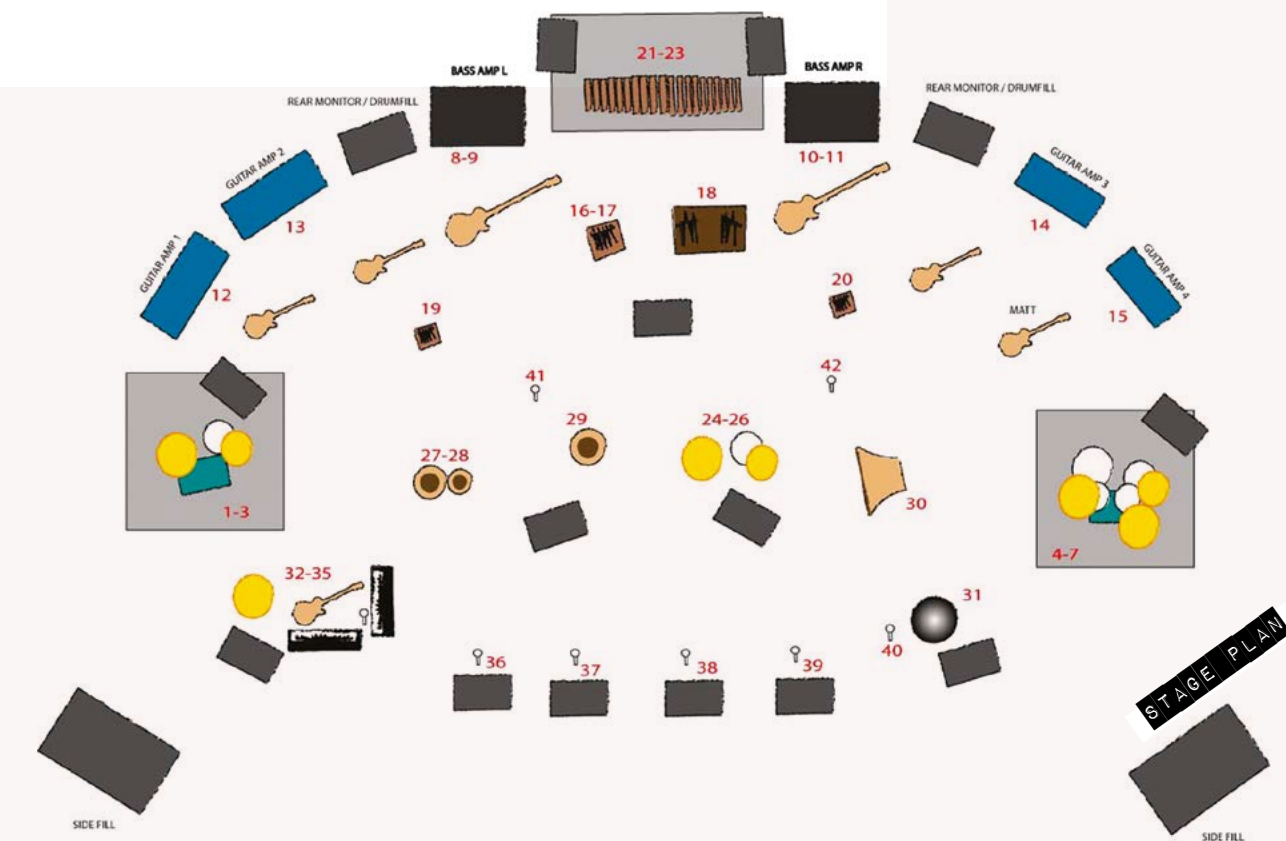 21-23
BASS AMP L
BASS AMP R
REAR MONITOR / DRUMFILL
REAR MONITOR / DRUMFILL
8-9
10-11
GUITAR AMP 2
GUITAR AMP 3
13
16-17
18
14
GUITAR AMP 1
GUITAR AMP 4
12
19
20
MATT
15
41
42
29
24-26
27-28
30
1-3
4-7
32-35
31
40
36
37
38
39
STAGE PLAN
SIDE FILL
SIDE FILL